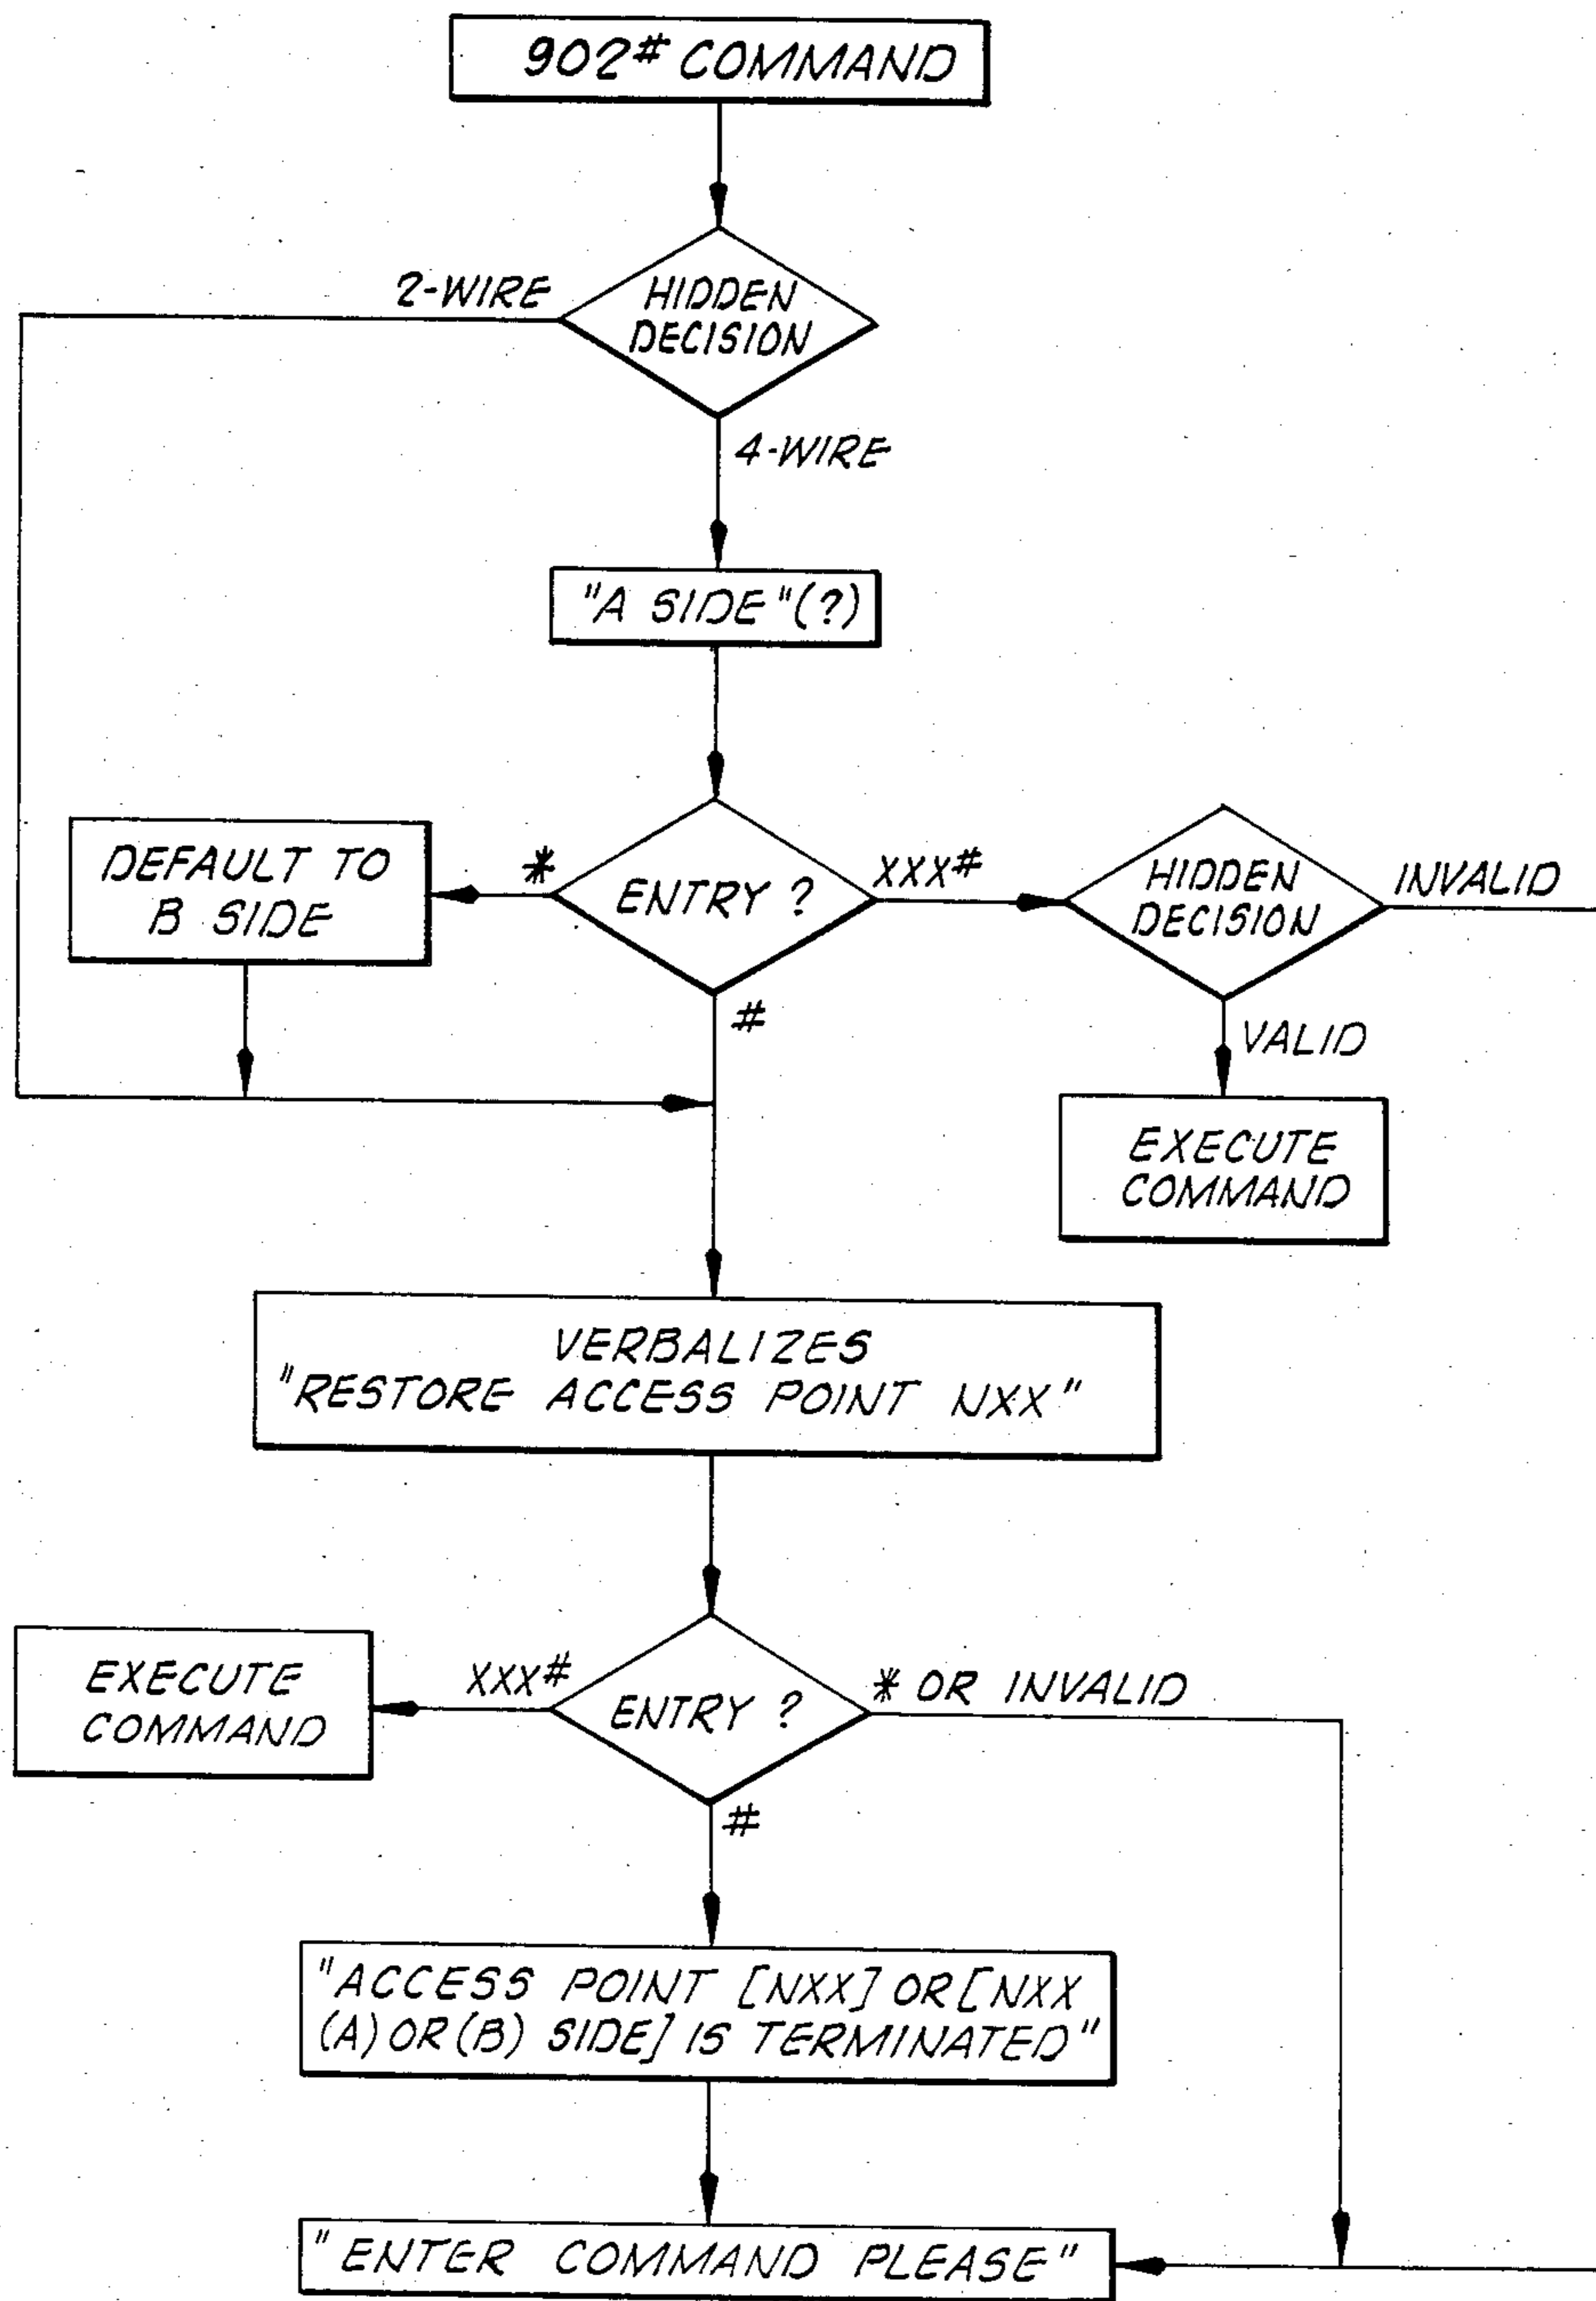 902# COMMAND
2-WIRE
HIDDEN
DECISION
4-WIRE
"A SIDE"(?)
DEFAULT TO
B SIDE
*
ENTRY ?
XXX#
HIDDEN
DECISION
INVALID
#
VALID
EXECUTE
COMMAND
VERBALIZES
"RESTORE ACCESS POINT NXX"
EXECUTE
COMMAND
XXX#
ENTRY ?
* OR INVALID
#
"ACCESS POINT [NXX] OR [NXX
(A) OR (B) SIDE] IS TERMINATED"
"ENTER COMMAND PLEASE"